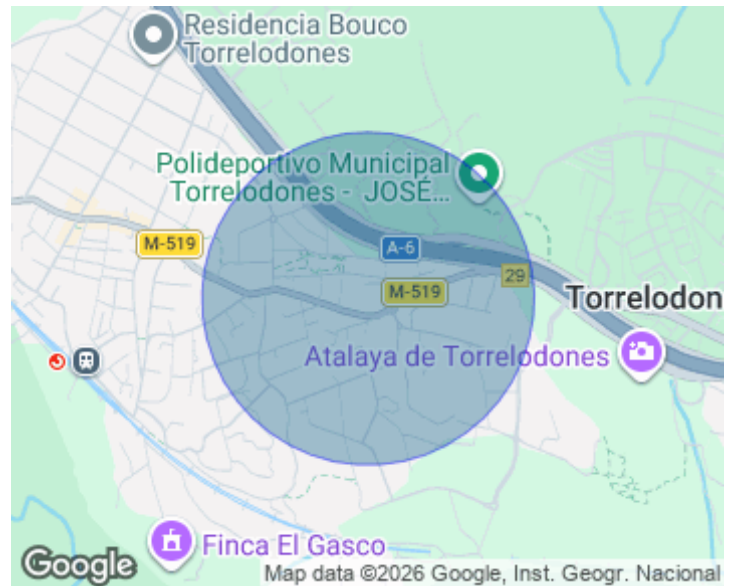 Residencia Bouco
Torrelodones
Polideportivo Municipal
Torrelodones - JOSÉ...
M-519
A-6
29
M-519
Torrelodon
Atalaya de Torrelodones
Finca El Gasco
Google
Map data ©2026 Google, Inst. Geogr. Nacional